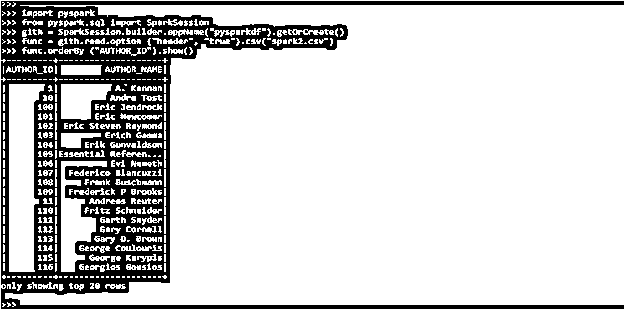 >>>
>>> import pyspark
>>> from pyspark.sql import SparkSession
>>> gith = SparkSession.builder.appName("pysparkdf").getOrCreate()
>>> func = gith.read.option ("header", "true").csv("spark2.csv")
>>> func.orderBy ("AUTHOR_ID").show()
+---------+--------------------+
|AUTHOR_ID|         AUTHOR_NAME|
+---------+--------------------+
|        1|           A. Kannan|
|       10|          Andre Tost|
|      100|       Eric Jendrock|
|      101|       Eric Newcomer|
|      102| Eric Steven Raymond|
|      103|         Erich Gamma|
|      104|     Erik Gunvaldson|
|      105|Essential Referen...|
|      106|          Evi Nemeth|
|      107|   Federico Biancuzzi|
|      108|      Frank Buschmann|
|      109|   Frederick P Brooks|
|       11|      Andreas Reuter|
|      110|     Fritz Schneider|
|      111|        Garth Snyder|
|      112|        Gary Cornell|
|      113|       Gary D. Brown|
|      114|    George Coulouris|
|      115|      George Karypis|
|      116|    Georgios Gousios|
+---------+--------------------+
only showing top 20 rows
>>>